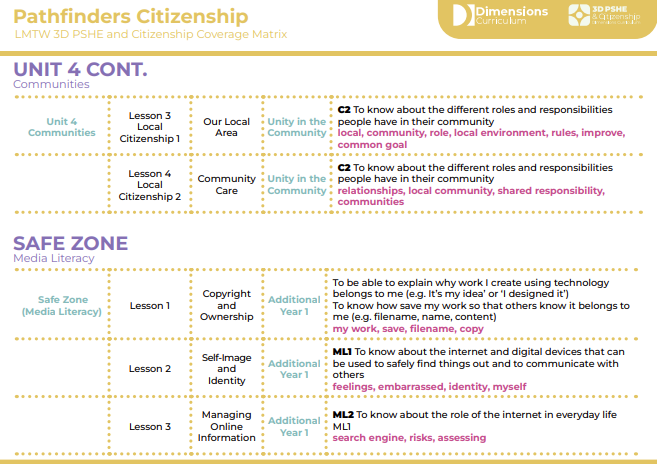 Pathfinders Citizenship
LMTW 3D PSHE and Citizenship Coverage Matrix
Dimensions
Curriculum
3D PSHE
& Citizenship
UNIT 4 CONT.
Communities
Unit 4
Communities
Lesson 3
Local
Citizenship 1
Our Local
Area
Unity in the
Community
C2 To know about the different roles and responsibilities
people have in their community
local, community, role, local environment, rules, improve,
common goal
Lesson 4
Local
Citizenship 2
Community
Care
Unity in the
Community
C2 To know about the different roles and responsibilities
people have in their community
relationships, local community, shared responsibility,
communities
SAFE ZONE
Media Literacy
Safe Zone
(Media Literacy)
Lesson 1
Copyright
and
Ownership
Additional
Year 1
To be able to explain why work I create using technology
belongs to me (e.g. It’s my idea’ or ‘I designed it’)
To know how save my work so that others know it belongs to
me (e.g. filename, name, content)
my work, save, filename, copy
Lesson 2
Self-Image
and
Identity
Additional
Year 1
ML1 To know about the internet and digital devices that can
be used to safely find things out and to communicate with
others
feelings, embarrassed, identity, myself
Lesson 3
Managing
Online
Information
Additional
Year 1
ML2 To know about the role of the internet in everyday life
ML1
search engine, risks, assessing